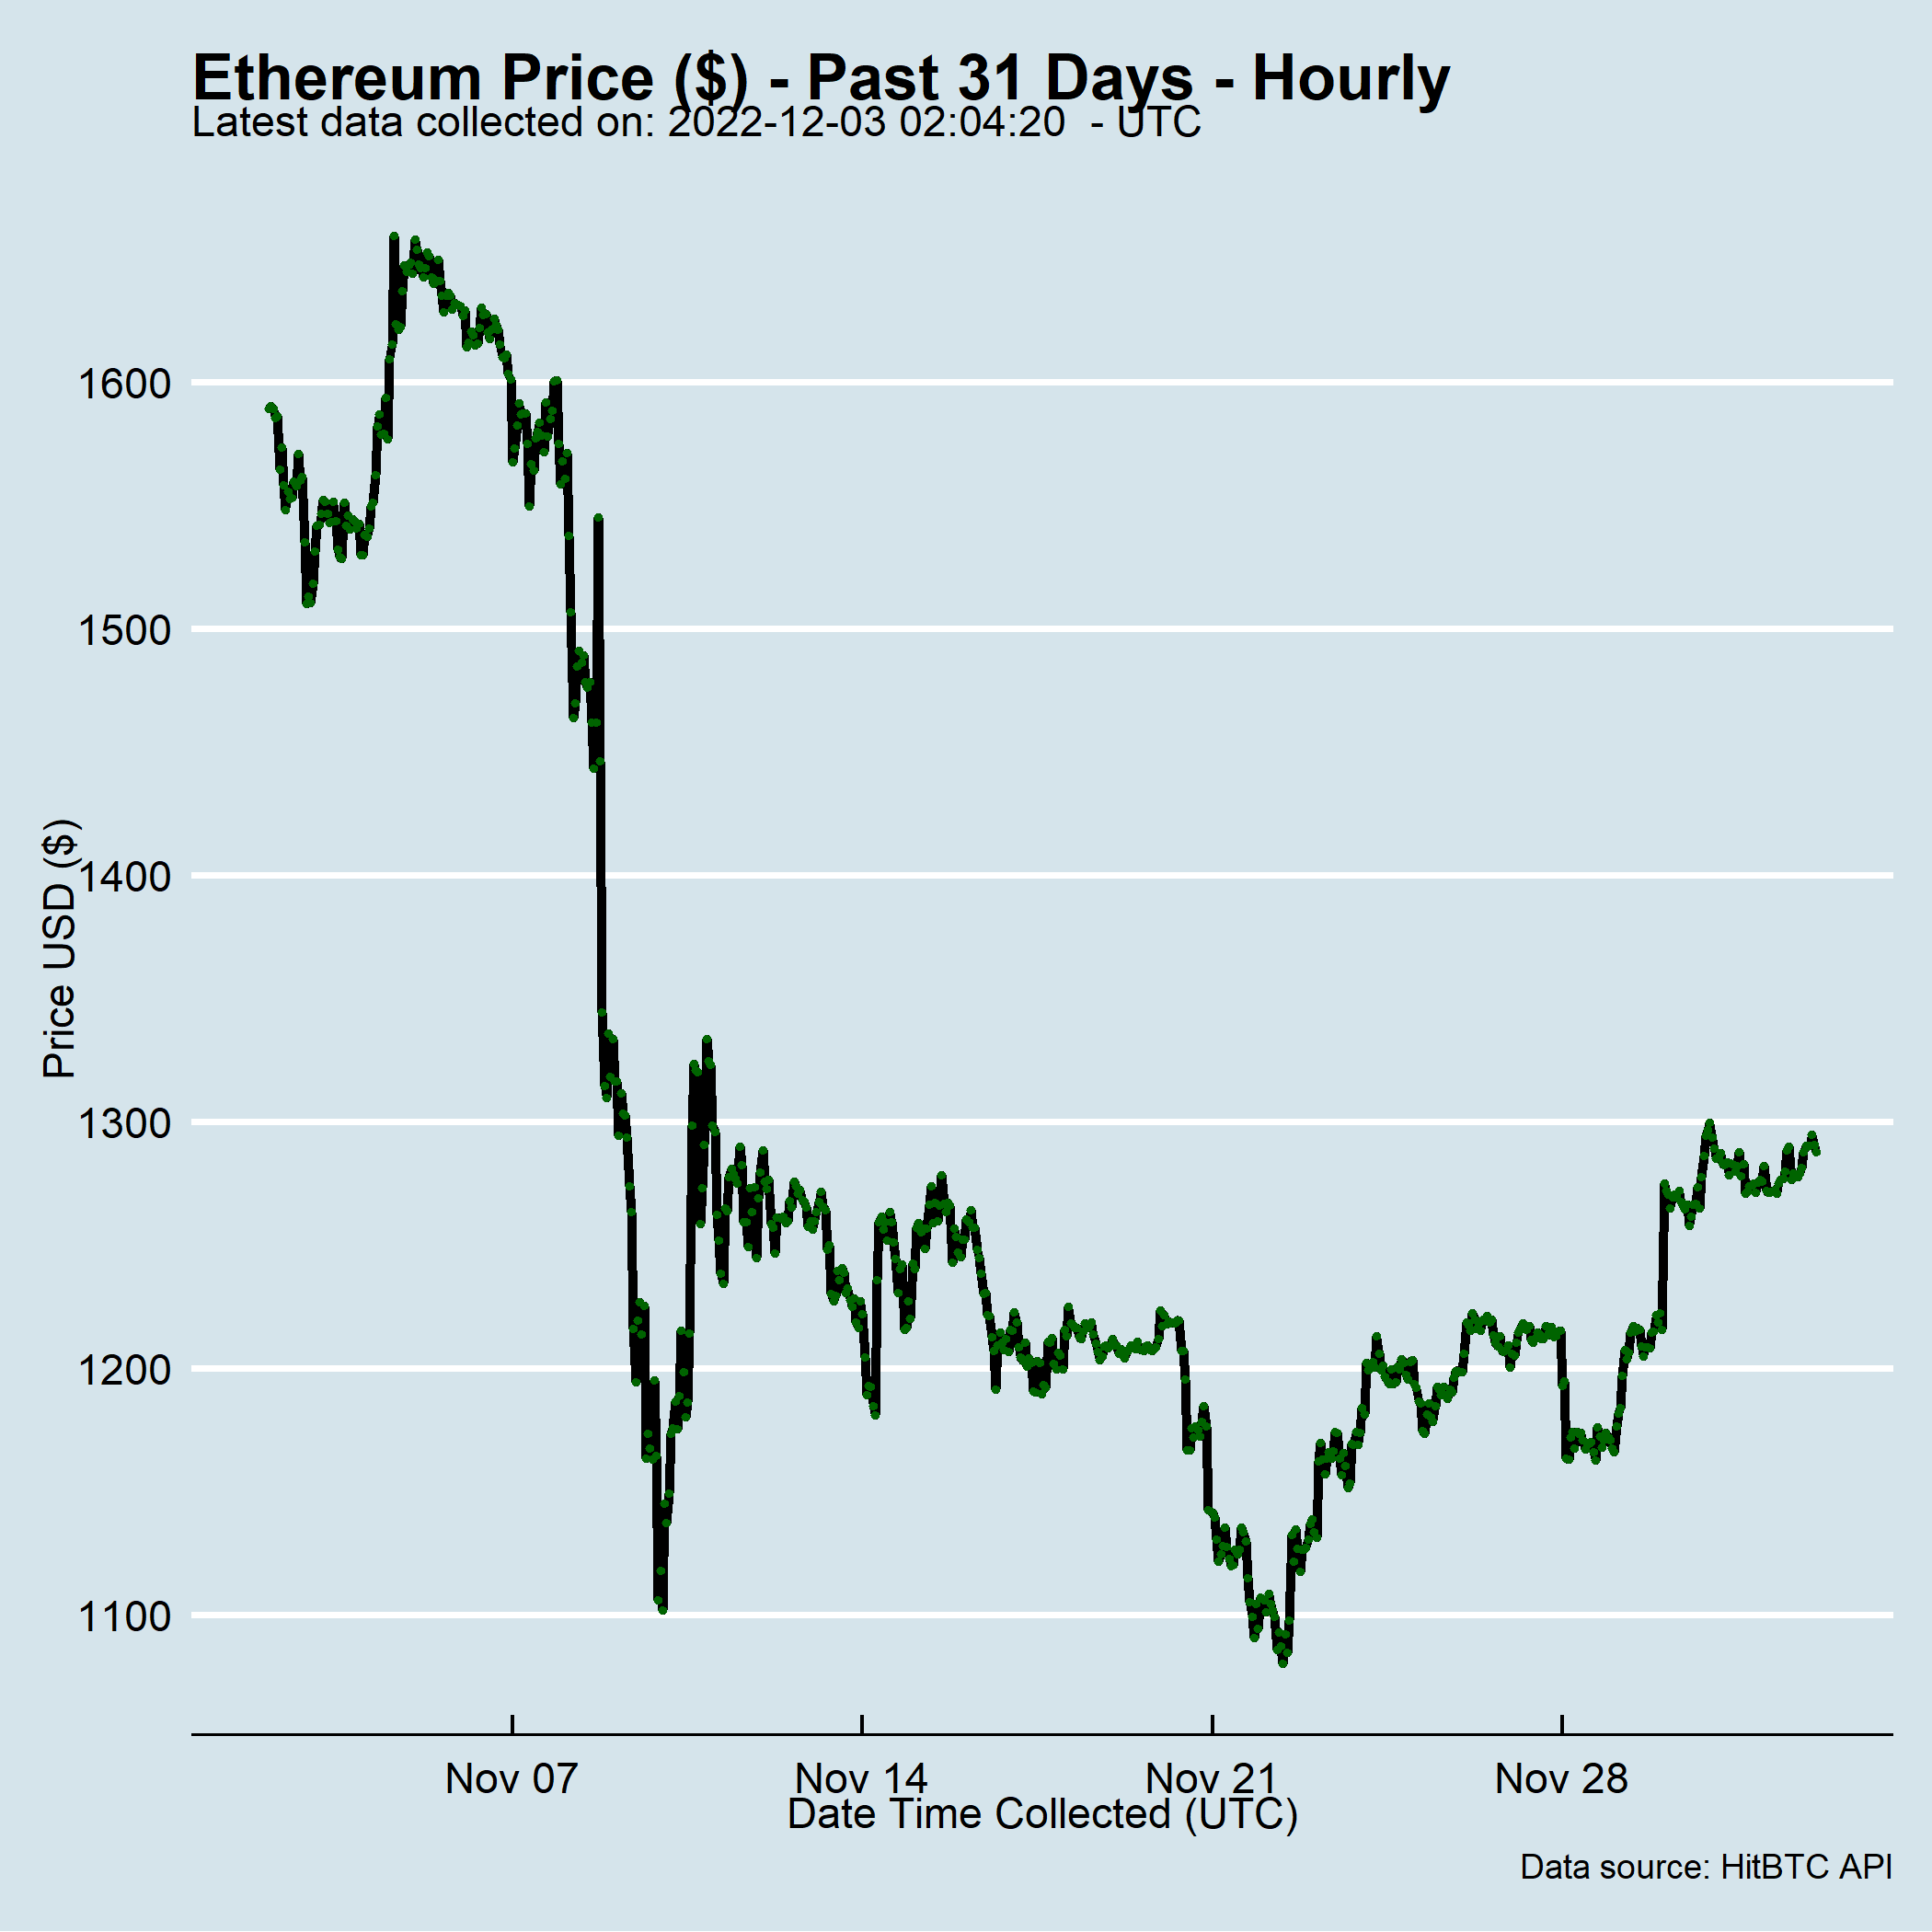 Ethereum Price ($) - Past 31 Days - Hourly
Latest data collected on: 2022-12-03 02:04:20  - UTC
Price USD ($)
1600
1500
1400
1300
1200
1100
Nov 07
Nov 14
Nov 21
Nov 28
Date Time Collected (UTC)
Data source: HitBTC API